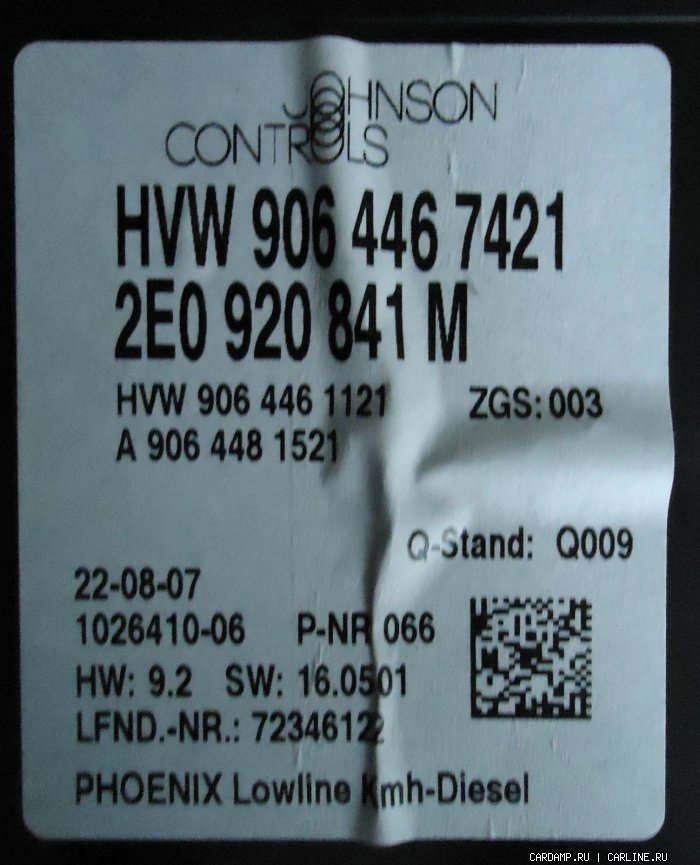 JOHNSON
CONTROLS
HVW 906 446 7421
2E0 920 841 M
HVW 906 446 1121 ZGS: 003
A 906 448 1521
Q-Stand: Q009
22-08-07
1026410-06 P-NR 066
HW: 9.2 SW: 16.0501
LFND.-NR.: 7234612
PHOENIX Lowline Kmh-Diesel
CARDAMP.RU | CARLINE.RU